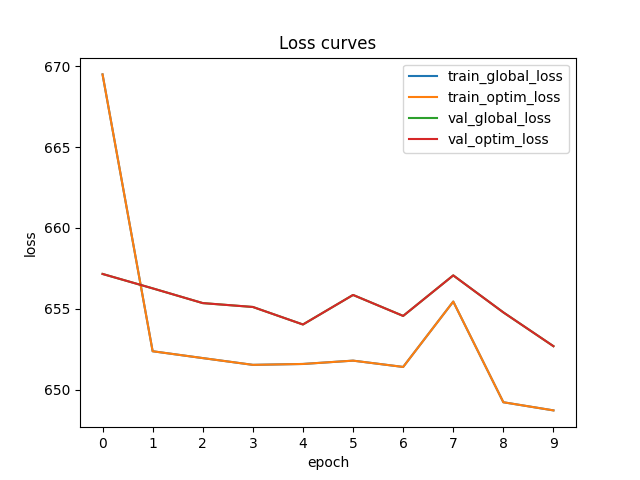 Loss curves
670
665
660
655
650
loss
train_global_loss
train_optim_loss
val_global_loss
val_optim_loss
0 1 2 3 4 5 6 7 8 9
epoch